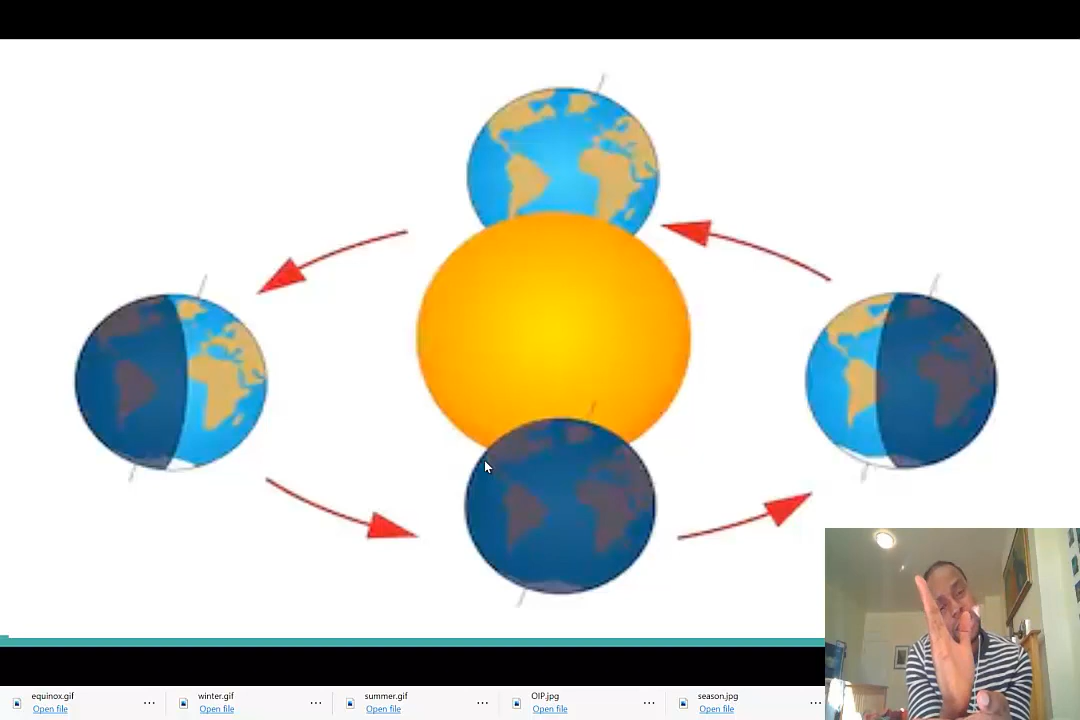 equinox.gif
Open file
winter.gif
Open file
summer.gif
Open file
OIP.jpg
Open file
season.jpg
Open file